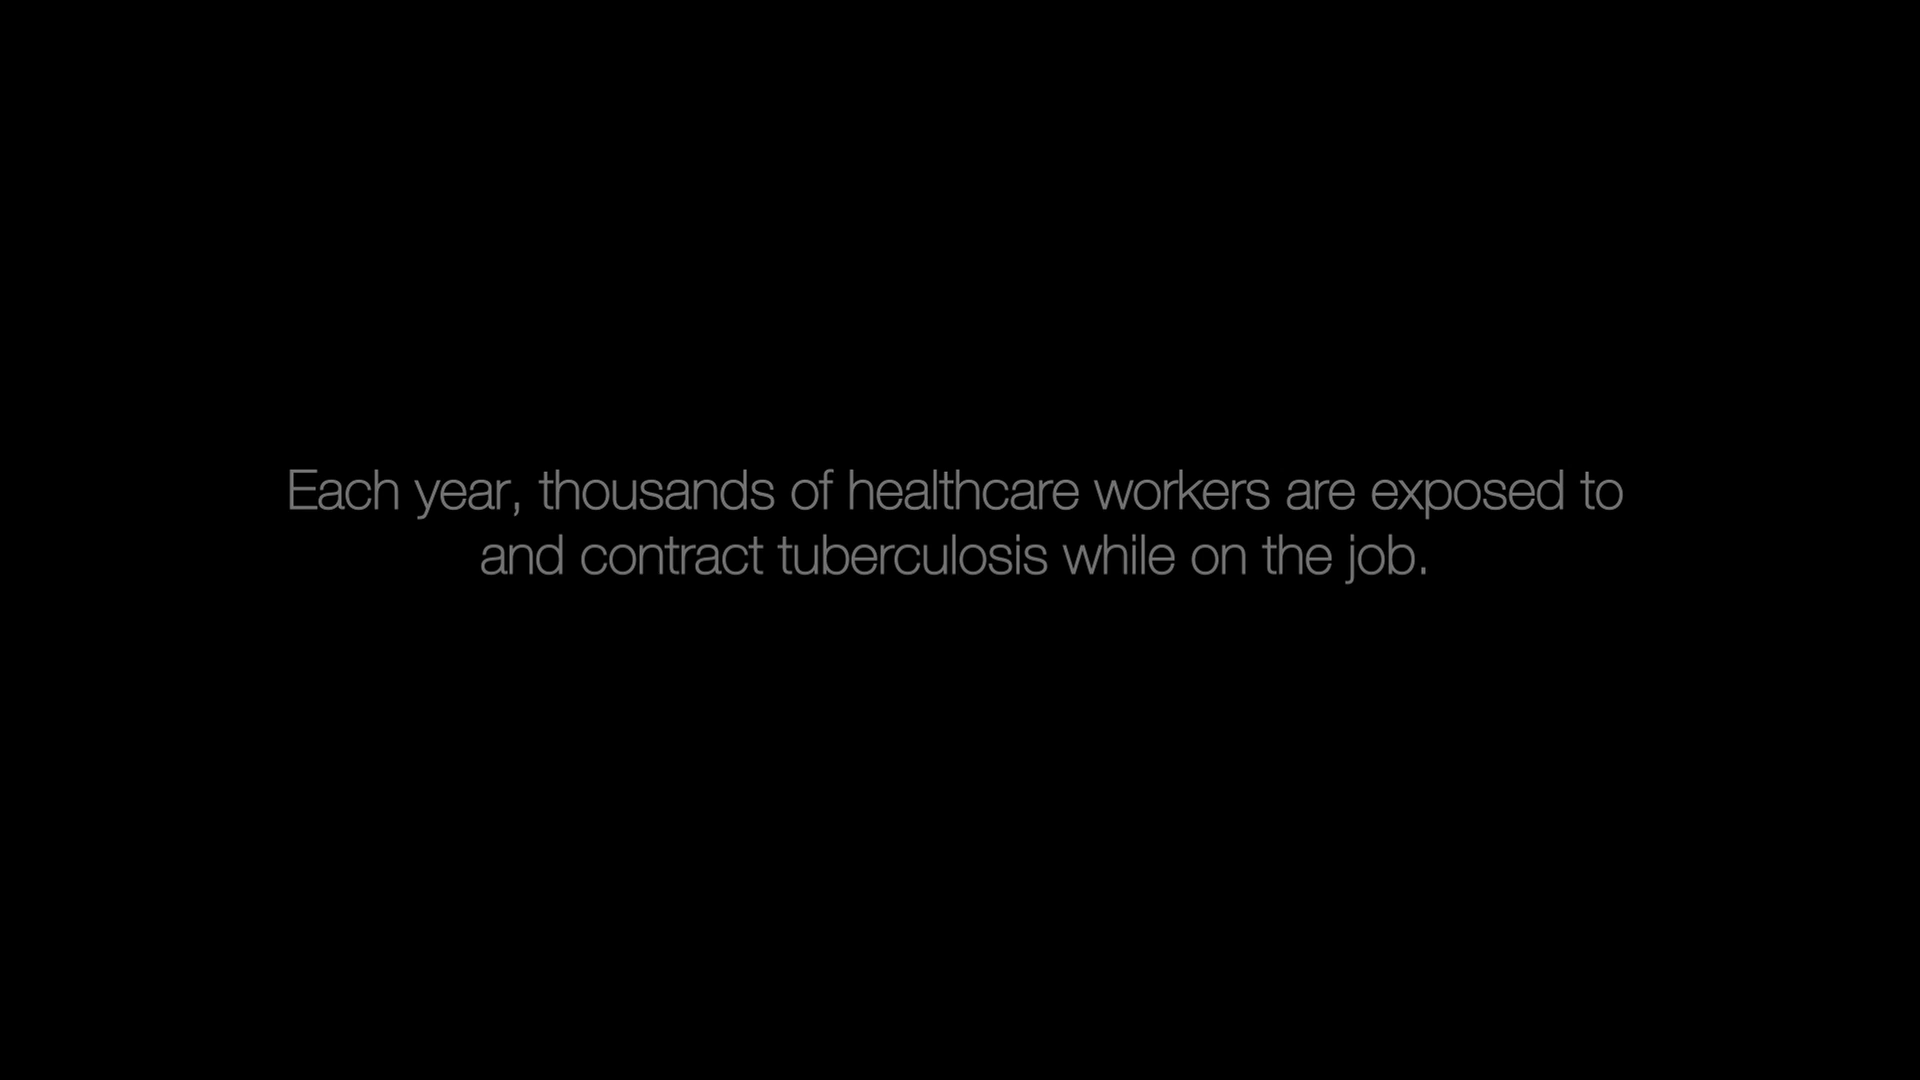 Each year, thousands of healthcare workers are exposed to
and contract tuberculosis while on the job.